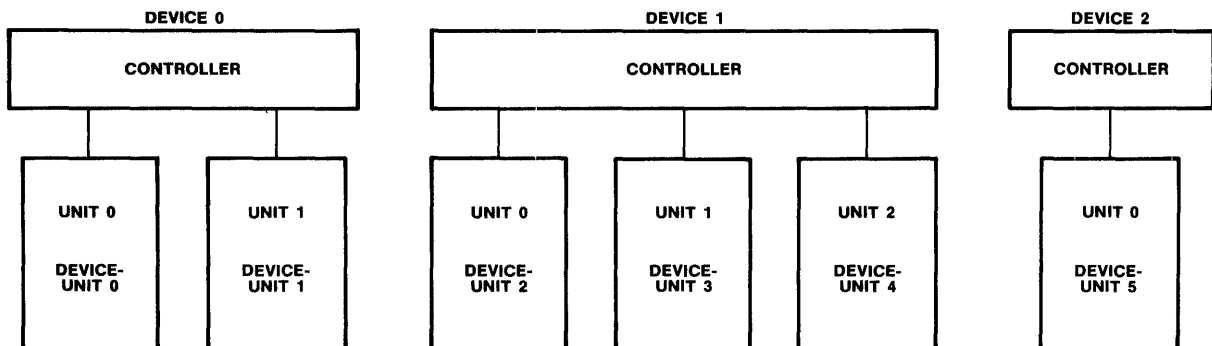 DEVICE 0
DEVICE 1
DEVICE 2
CONTROLLER
CONTROLLER
CONTROLLER
UNIT 0
UNIT 1
UNIT 0
UNIT 1
UNIT 2
UNIT 0
DEVICE-
UNIT 0
DEVICE-
UNIT 1
DEVICE-
UNIT 2
DEVICE-
UNIT 3
DEVICE-
UNIT 4
DEVICE-
UNIT 5